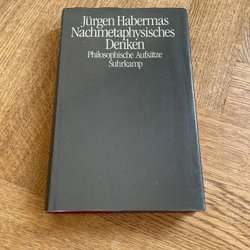 Jürgen Habermas
Nachmetaphysisches
Denken
Philosophische Aufsätze
Suhrkamp